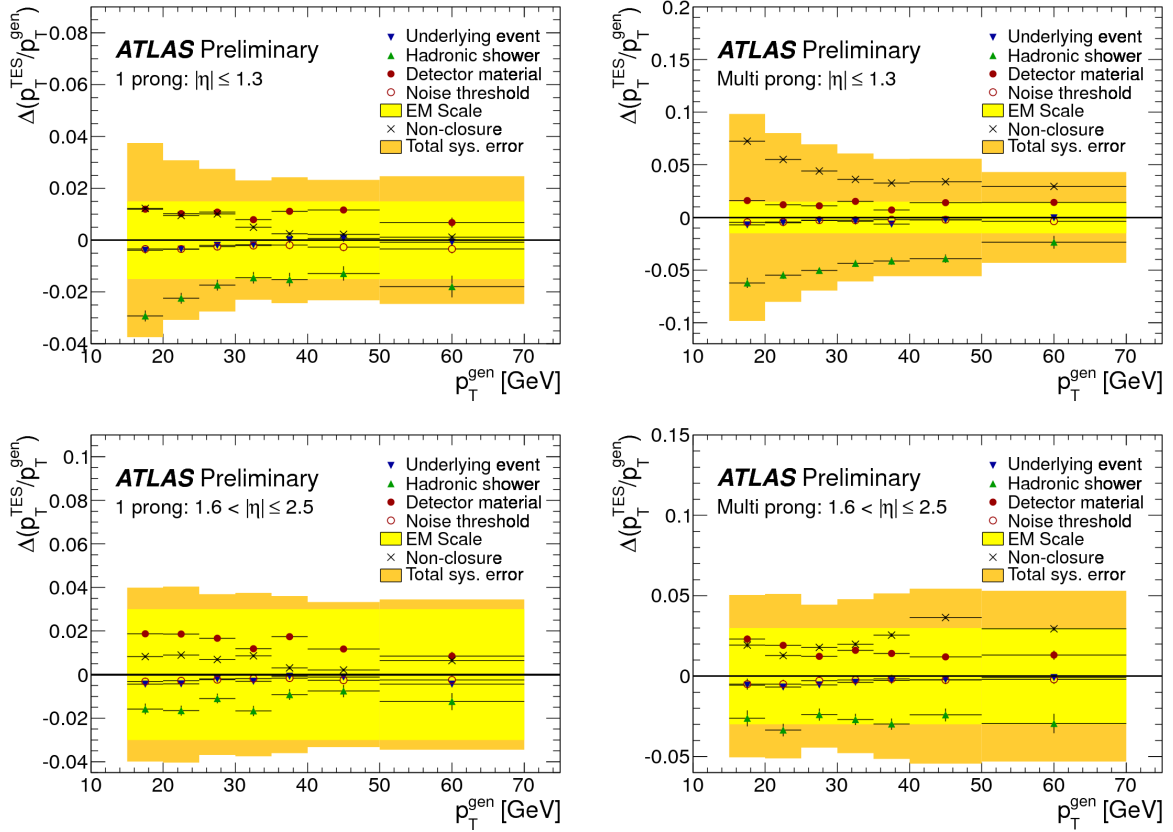 Δ(p_T^TES/p_T^gen)
0.08
0.06
0.04
0.02
0
-0.02
-0.04
ATLAS Preliminary
1 prong: |η| ≤ 1.3
Underlying event
Hadronic shower
Detector material
Noise threshold
EM Scale
Non-closure
Total sys. error
10 20 30 40 50 60 70
p_T^gen [GeV]
Δ(p_T^TES/p_T^gen)
0.2
0.15
0.1
0.05
0
-0.05
-0.1
ATLAS Preliminary
Multi prong: |η| ≤ 1.3
Underlying event
Hadronic shower
Detector material
Noise threshold
EM Scale
Non-closure
Total sys. error
10 20 30 40 50 60 70
p_T^gen [GeV]
Δ(p_T^TES/p_T^gen)
0.1
0.08
0.06
0.04
0.02
0
-0.02
-0.04
ATLAS Preliminary
1 prong: 1.6 < |η| ≤ 2.5
Underlying event
Hadronic shower
Detector material
Noise threshold
EM Scale
Non-closure
Total sys. error
10 20 30 40 50 60 70
p_T^gen [GeV]
Δ(p_T^TES/p_T^gen)
0.15
0.1
0.05
0
-0.05
ATLAS Preliminary
Multi prong: 1.6 < |η| ≤ 2.5
Underlying event
Hadronic shower
Detector material
Noise threshold
EM Scale
Non-closure
Total sys. error
10 20 30 40 50 60 70
p_T^gen [GeV]